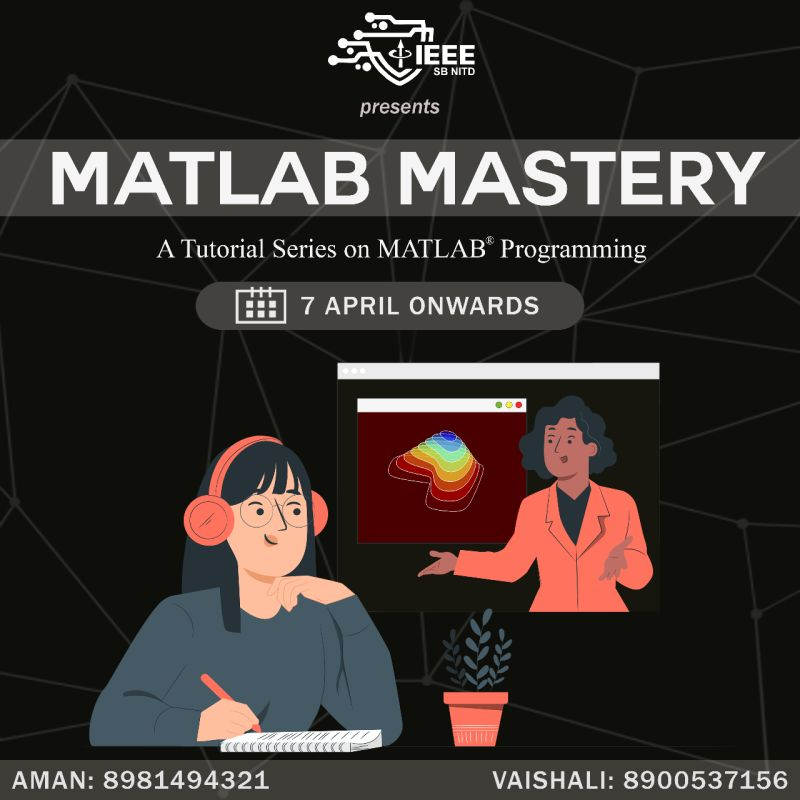 IEEE
SB NITD
presents
MATLAB MASTERY
A Tutorial Series on MATLAB® Programming
7 APRIL ONWARDS
AMAN: 8981494321
VAISHALI: 8900537156